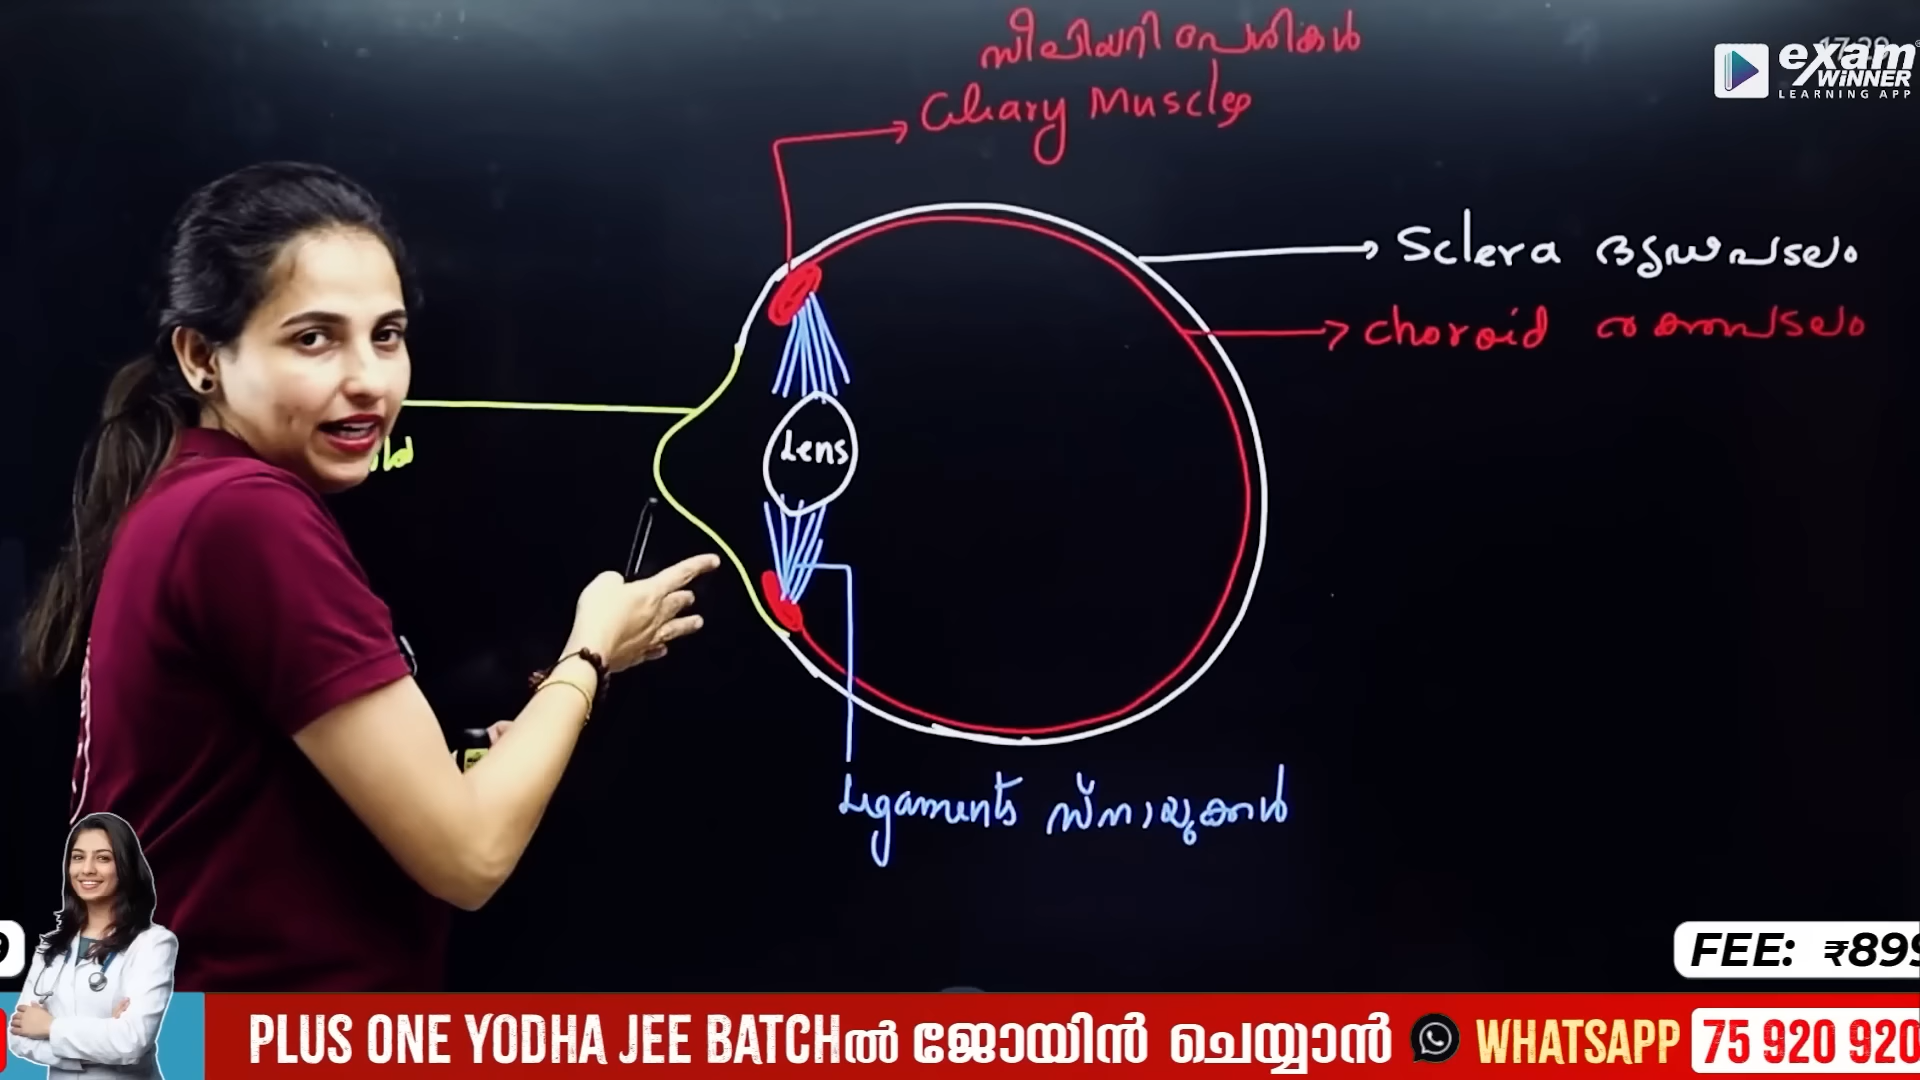 സീലിയറി പേശികൾ
Ciliary Muscles
exam
WiNNER
LEARNING APP
Sclera ദൃഢപടലം
choroid രക്തപടലം
Lens
Ligaments സ്നായുക്കൾ
FEE: ₹899
PLUS ONE YODHA JEE BATCHൽ ജോയിൻ ചെയ്യാൻ WHATSAPP 75 920 920